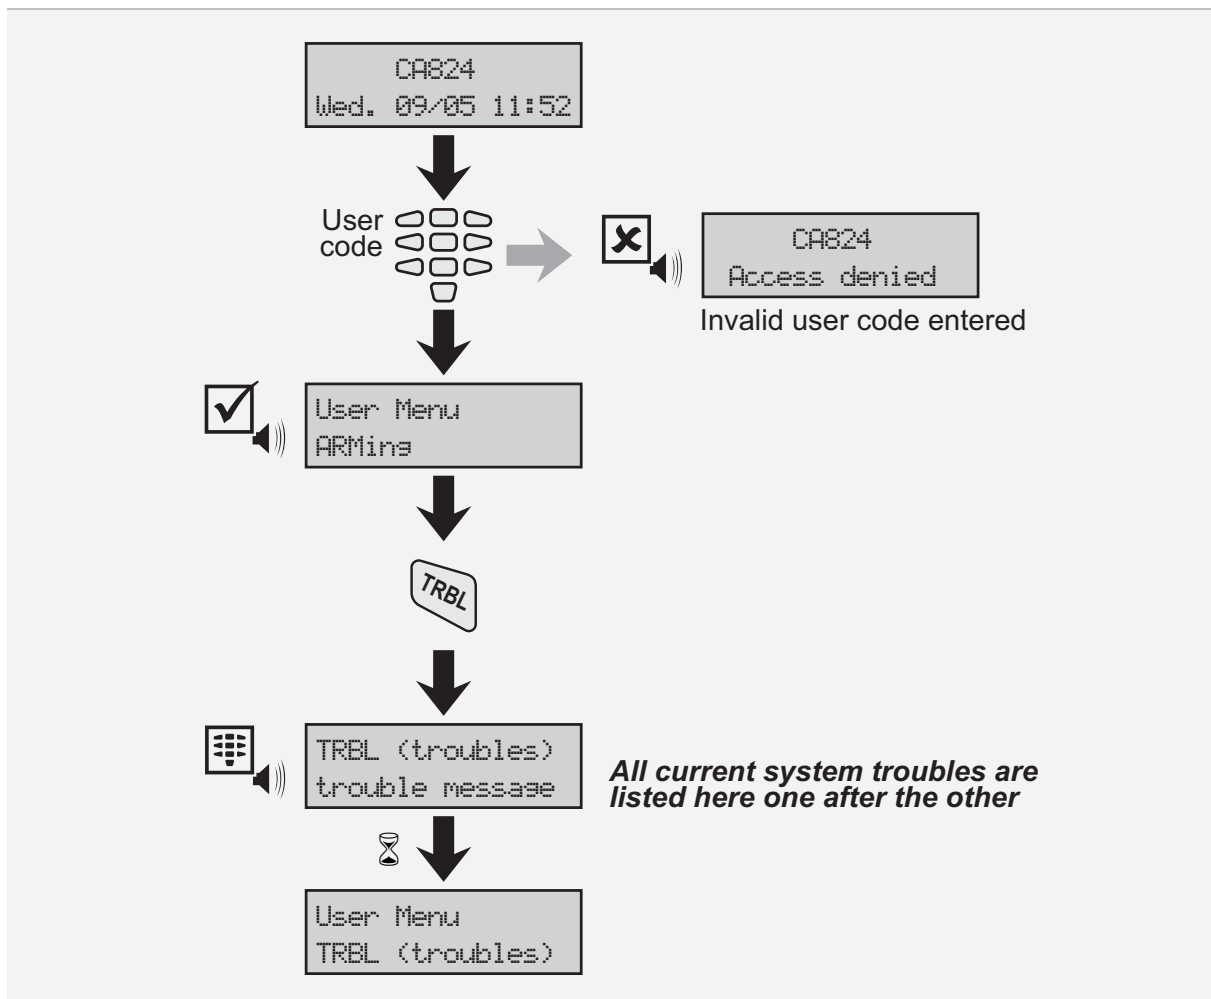 CA824
Wed. 09/05 11:52
User
code
CA824
Access denied
Invalid user code entered
User Menu
ARMing
TRBL
TRBL (troubles)
trouble message
All current system troubles are
listed here one after the other
User Menu
TRBL (troubles)